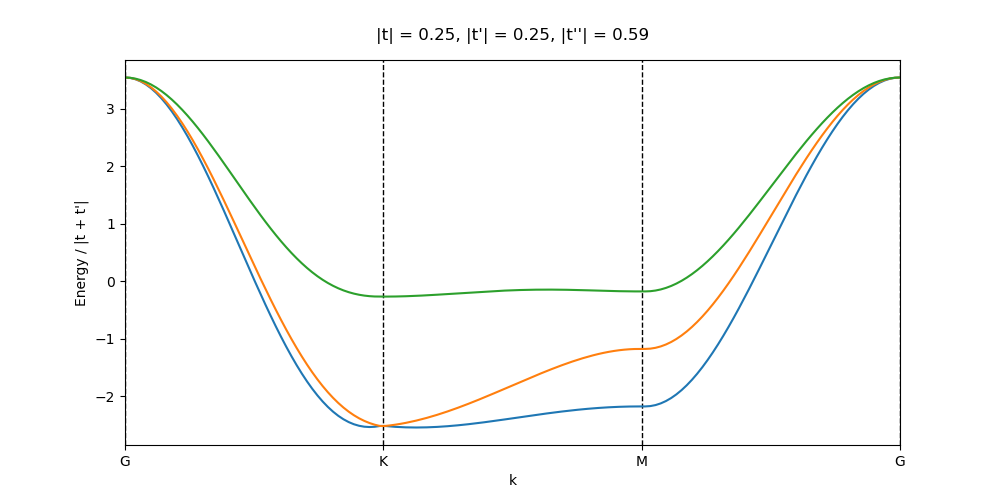 |t| = 0.25, |t'| = 0.25, |t''| = 0.59
Energy / |t + t'|
3
2
1
0
−1
−2
G K M G
k